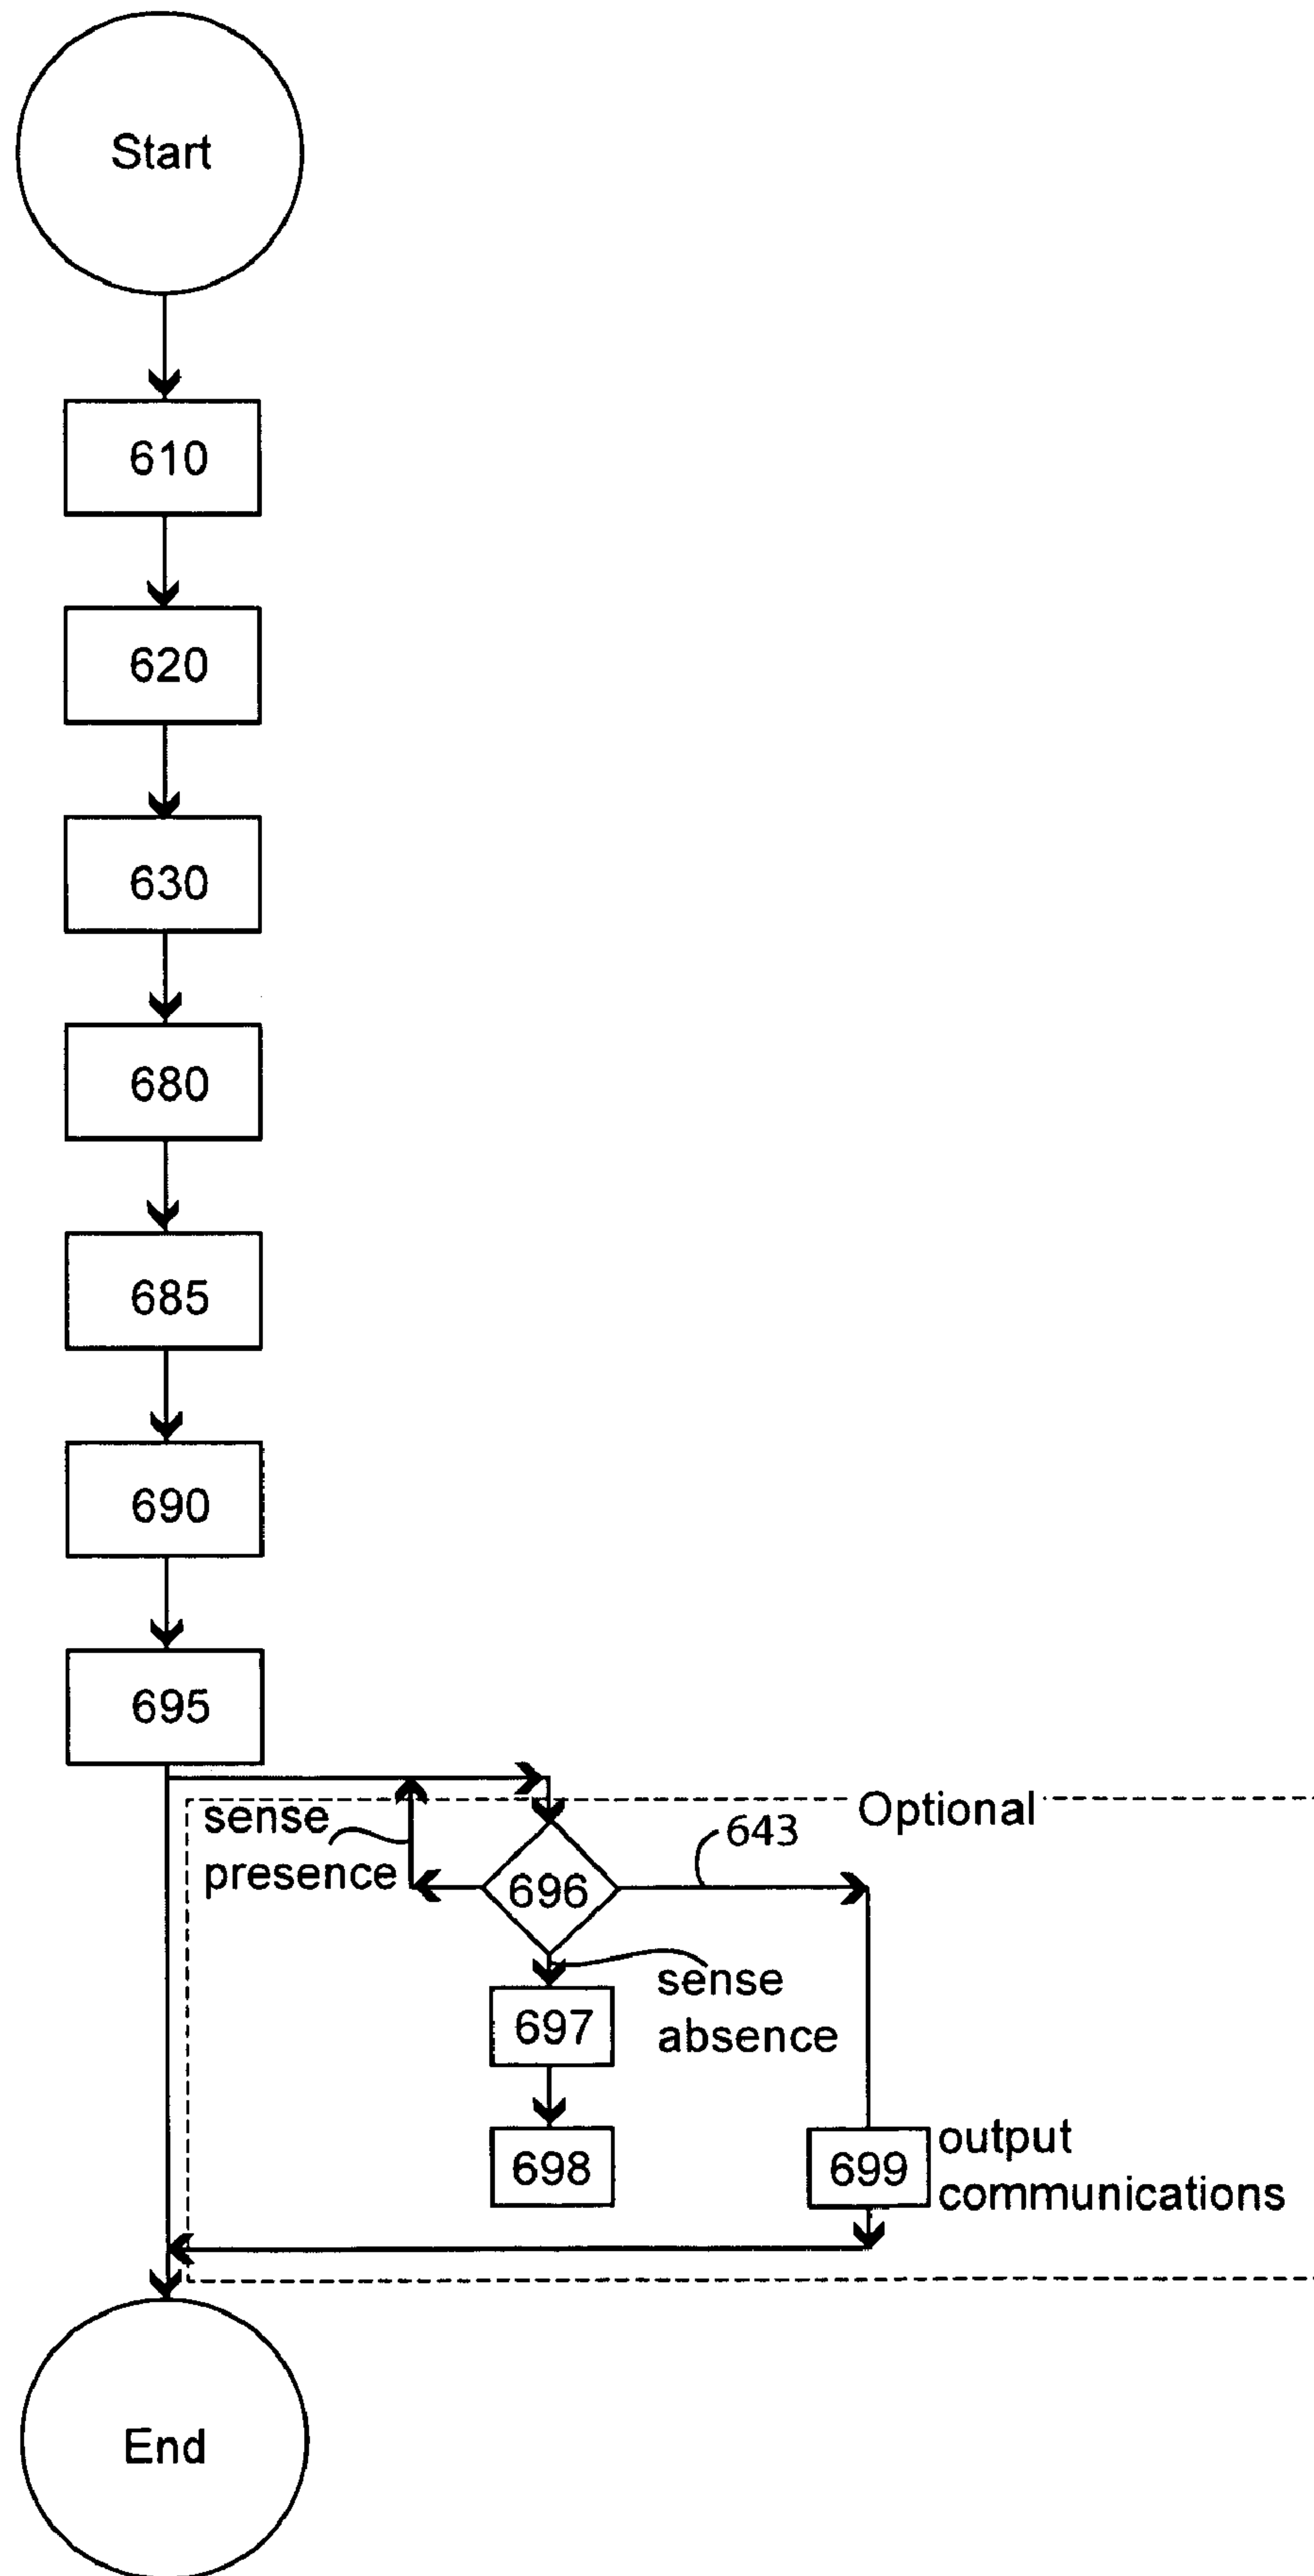 Start
610
620
630
680
685
690
695
Optional
sense
presence
643
696
sense
absence
697
698
699
output
communications
End